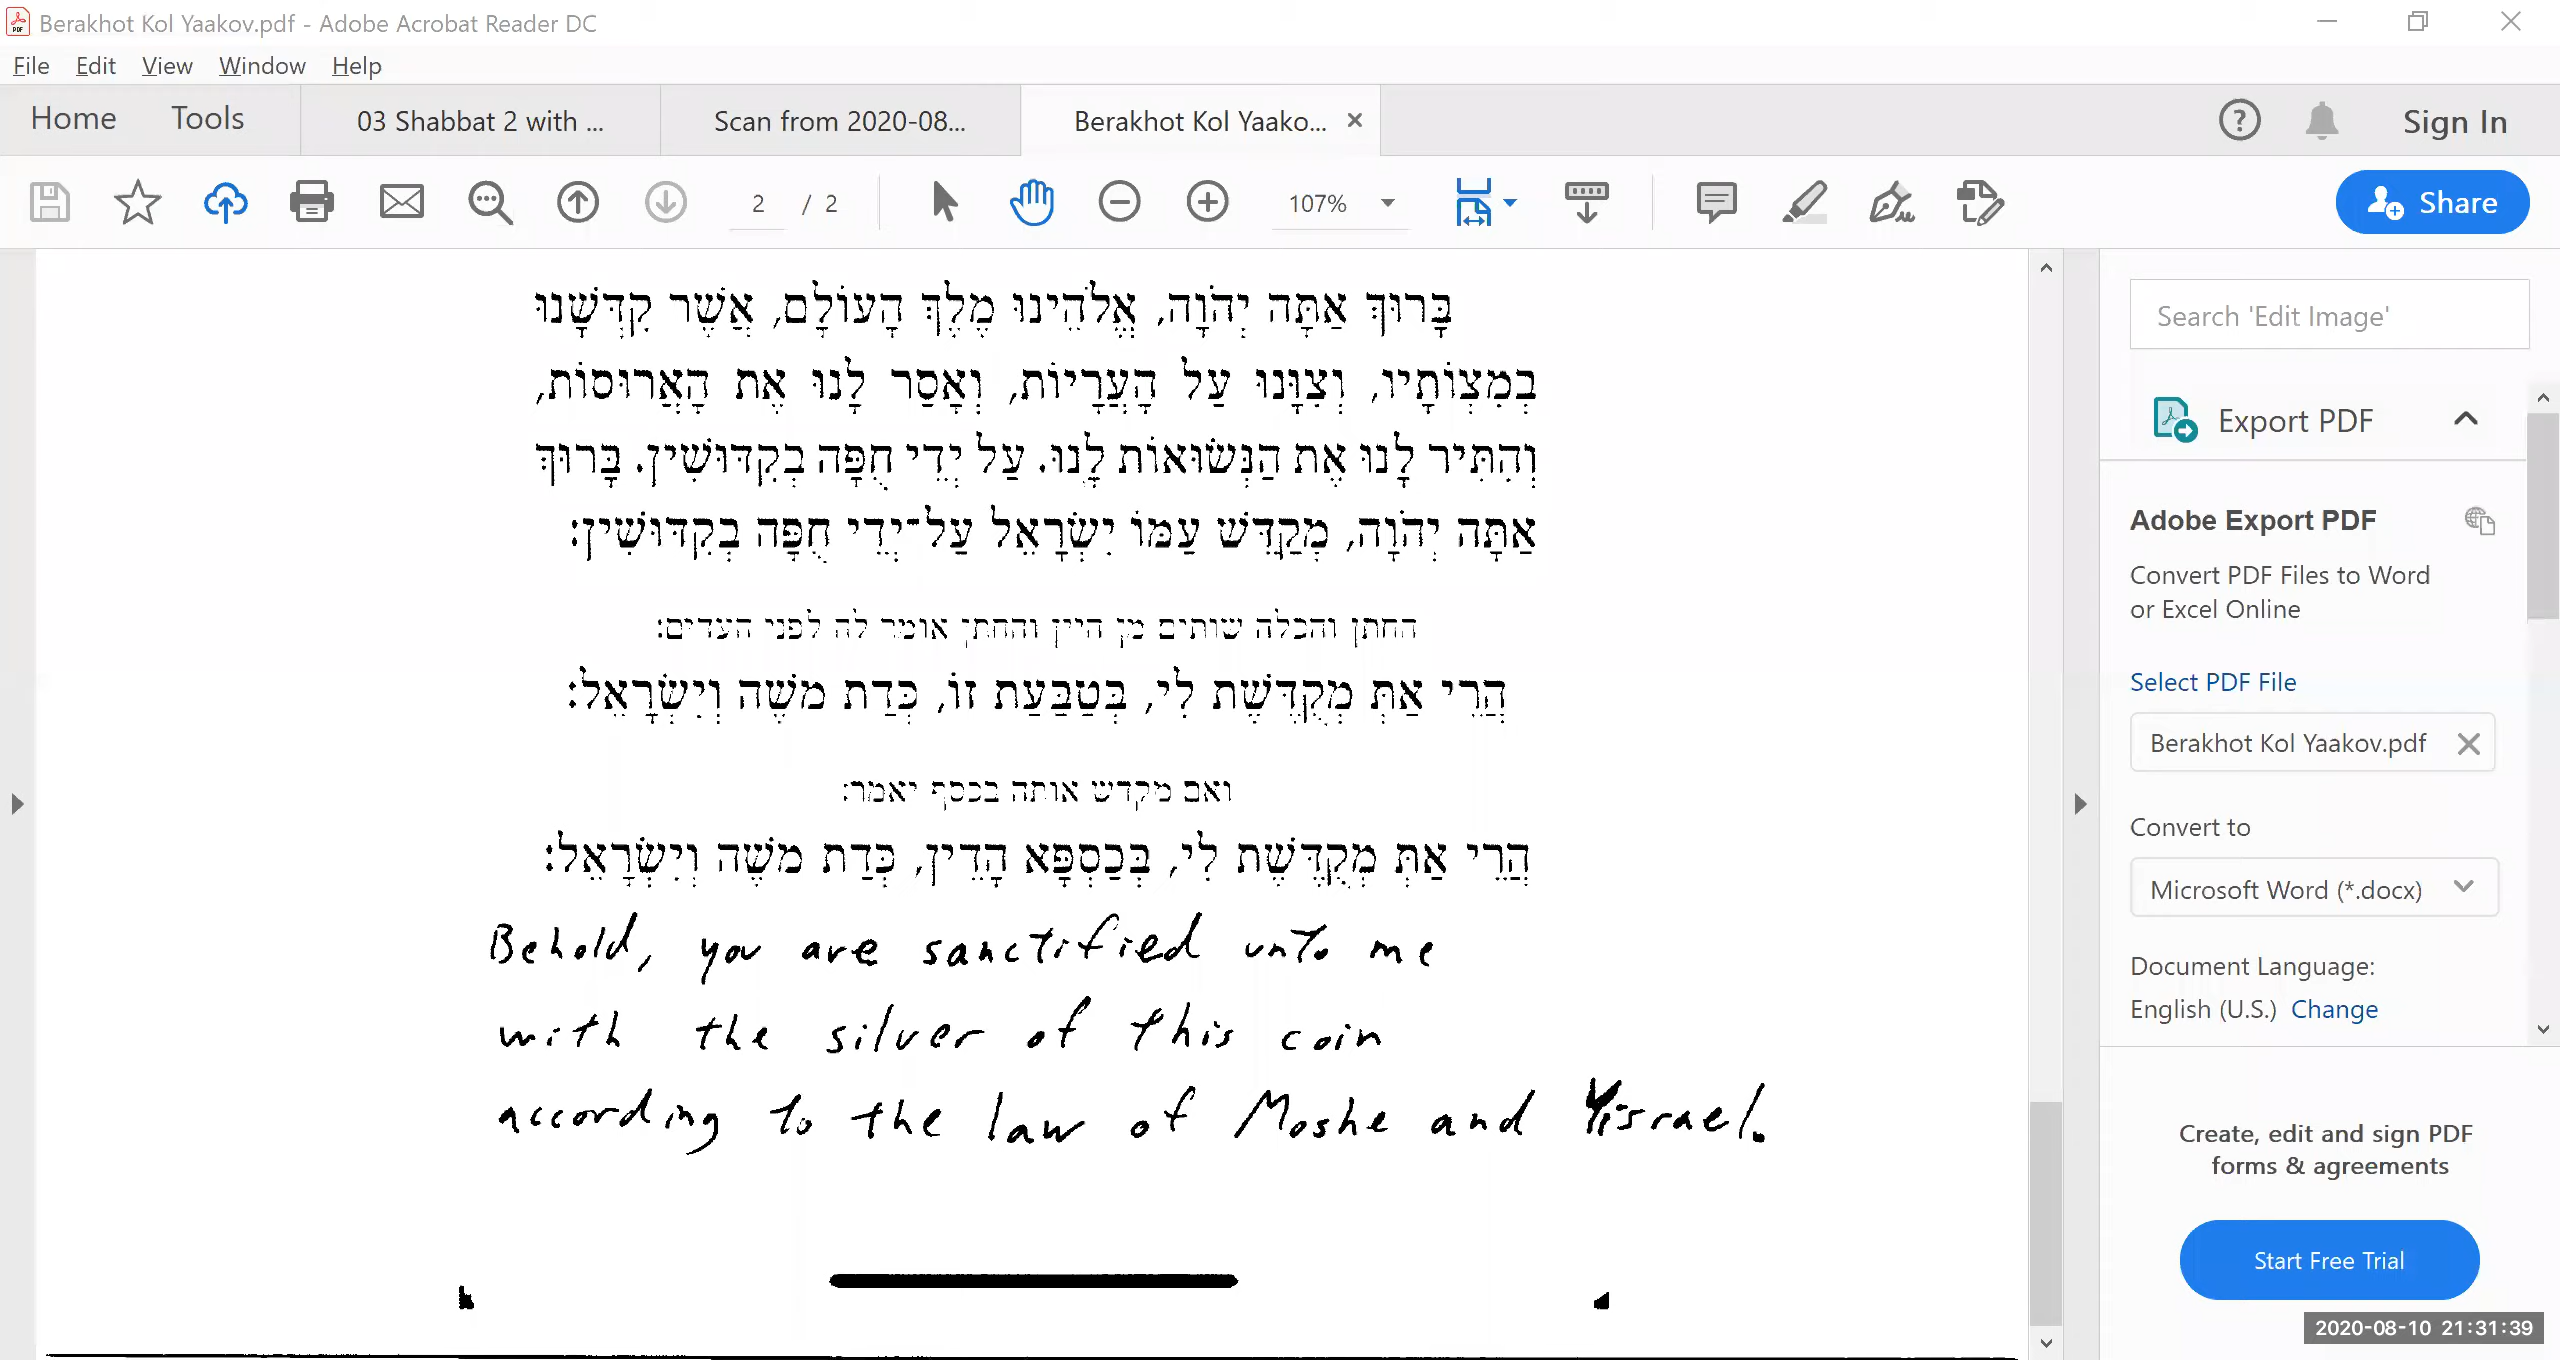 Berakhot Kol Yaakov.pdf - Adobe Acrobat Reader DC
File Edit View Window Help
Home Tools 03 Shabbat 2 with ... Scan from 2020-08... Berakhot Kol Yaako... Sign In
2 / 2 107% Share
בָּרוּךְ אַתָּה יְהֹוָה, אֱלֹהֵינוּ מֶלֶךְ הָעוֹלָם, אֲשֶׁר קִדְּשָׁנוּ
בְּמִצְוֹתָיו, וְצִוָּנוּ עַל הָעֲרָיוֹת, וְאָסַר לָנוּ אֶת הָאֲרוּסוֹת,
וְהִתִּיר לָנוּ אֶת הַנְּשׂוּאוֹת לָנוּ. עַל יְדֵי חֻפָּה בְקִדּוּשִׁין. בָּרוּךְ
אַתָּה יְהֹוָה, מְקַדֵּשׁ עַמּוֹ יִשְׂרָאֵל עַל־יְדֵי חֻפָּה בְקִדּוּשִׁין:
החתן והכלה שותים מן היין והחתן אומר לה לפני העדים:
הֲרֵי אַתְּ מְקֻדֶּשֶׁת לִי, בְּטַבַּעַת זוֹ, כְּדַת משֶׁה וְיִשְׂרָאֵל:
ואם מקדש אותה בכסף יאמר:
הֲרֵי אַתְּ מְקֻדֶּשֶׁת לִי, בְּכַסְפָּא הָדֵין, כְּדַת משֶׁה וְיִשְׂרָאֵל:
Behold, you are sanctified unto me
with the silver of this coin
according to the law of Moshe and Yisrael.
Search 'Edit Image'
Export PDF
Adobe Export PDF
Convert PDF Files to Word
or Excel Online
Select PDF File
Berakhot Kol Yaakov.pdf
Convert to
Microsoft Word (*.docx)
Document Language:
English (U.S.) Change
Create, edit and sign PDF
forms & agreements
Start Free Trial
2020-08-10 21:31:39